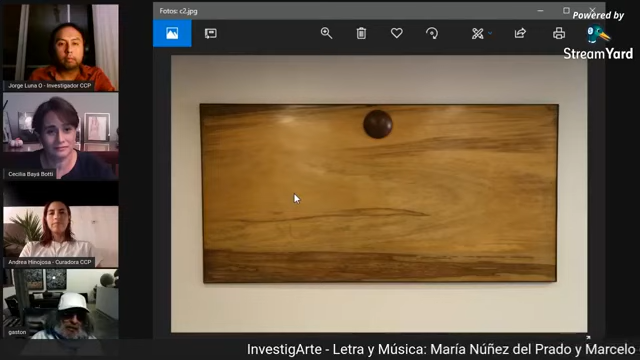 Fotos: c2.jpg
Powered by
StreamYard
Jorge Luna O - Investigador CCP
Cecilia Bayá Botti
Andrea Hinojosa - Curadora CCP
gaston
InvestigArte - Letra y Música: María Núñez del Prado y Marcelo